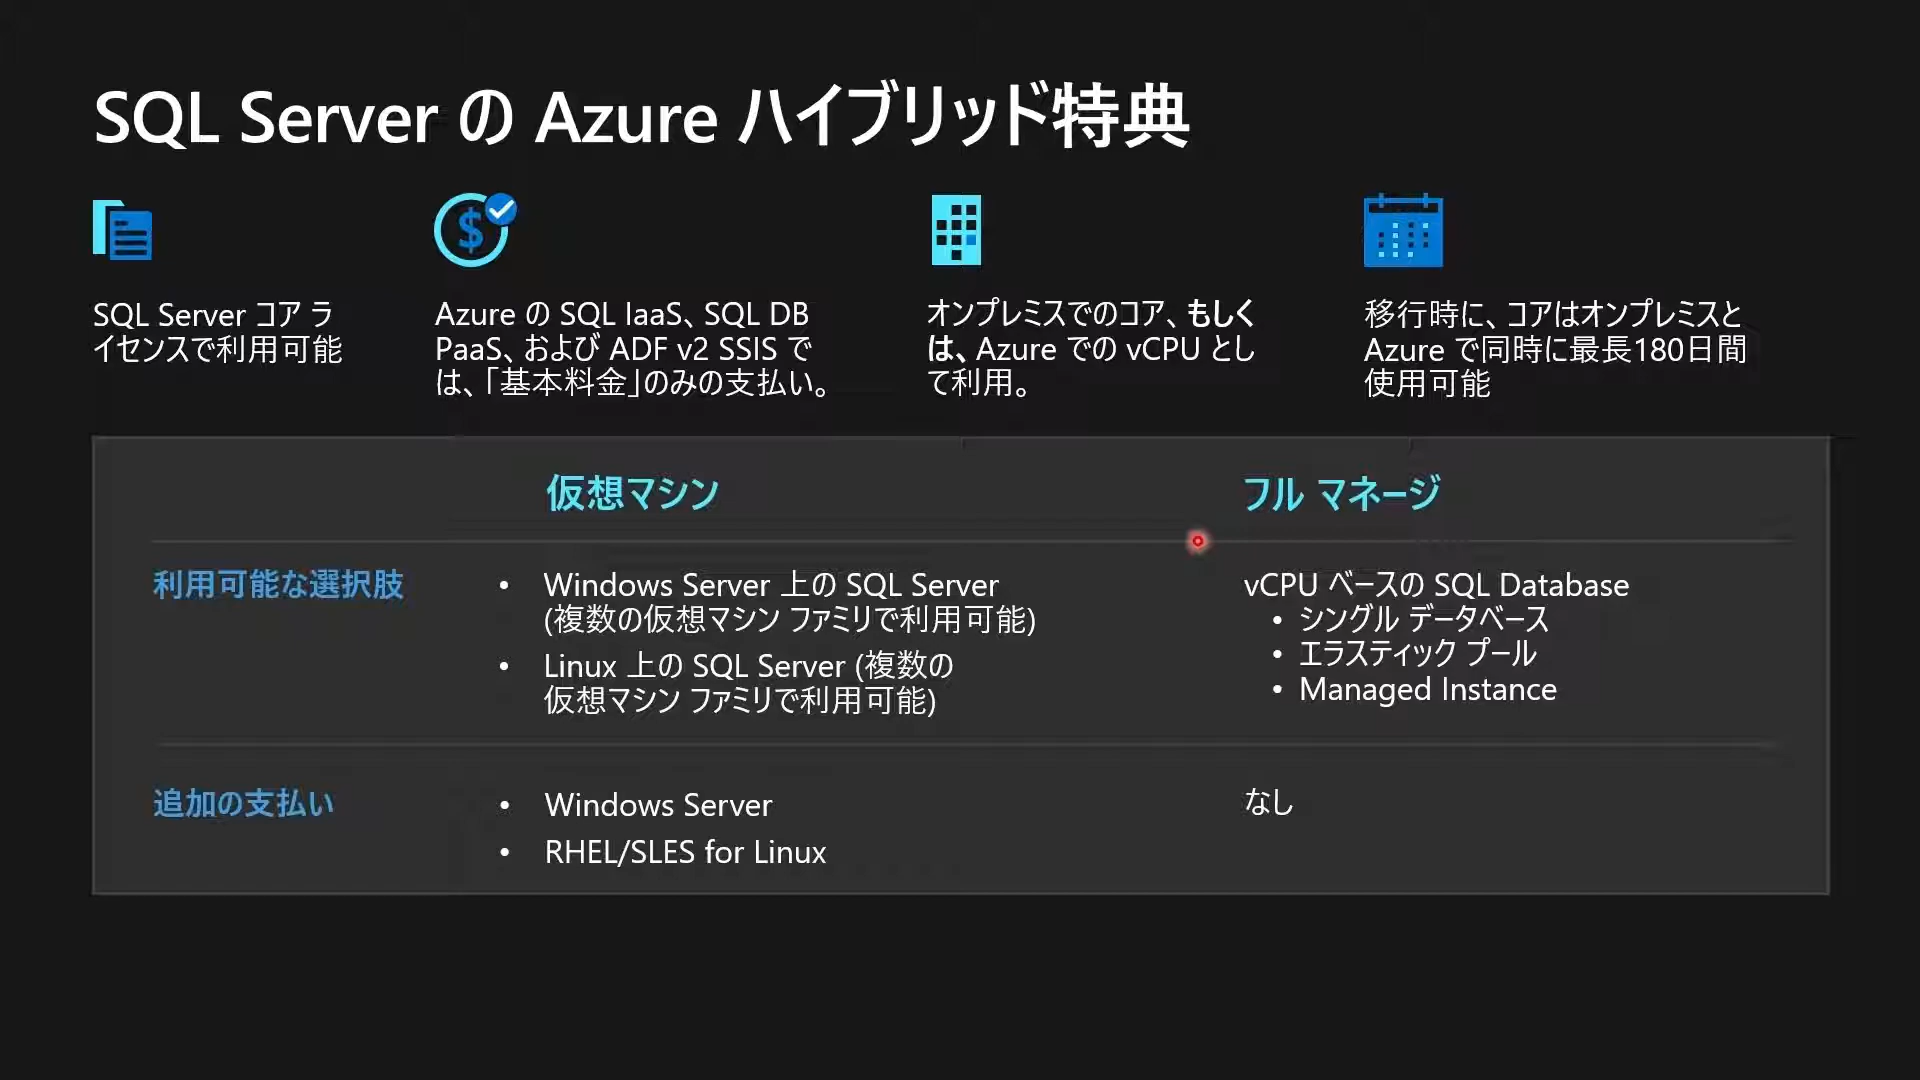 SQL Server の Azure ハイブリッド特典
SQL Server コア ラ
イセンスで利用可能
Azure の SQL IaaS、SQL DB
PaaS、および ADF v2 SSIS で
は、「基本料金」のみの支払い。
オンプレミスでのコア、もしく
は、Azure での vCPU とし
て利用。
移行時に、コアはオンプレミスと
Azure で同時に最長180日間
使用可能
仮想マシン
フル マネージ
利用可能な選択肢
• Windows Server 上の SQL Server
(複数の仮想マシン ファミリで利用可能)
• Linux 上の SQL Server (複数の
仮想マシン ファミリで利用可能)
vCPU ベースの SQL Database
• シングル データベース
• エラスティック プール
• Managed Instance
追加の支払い
• Windows Server
• RHEL/SLES for Linux
なし